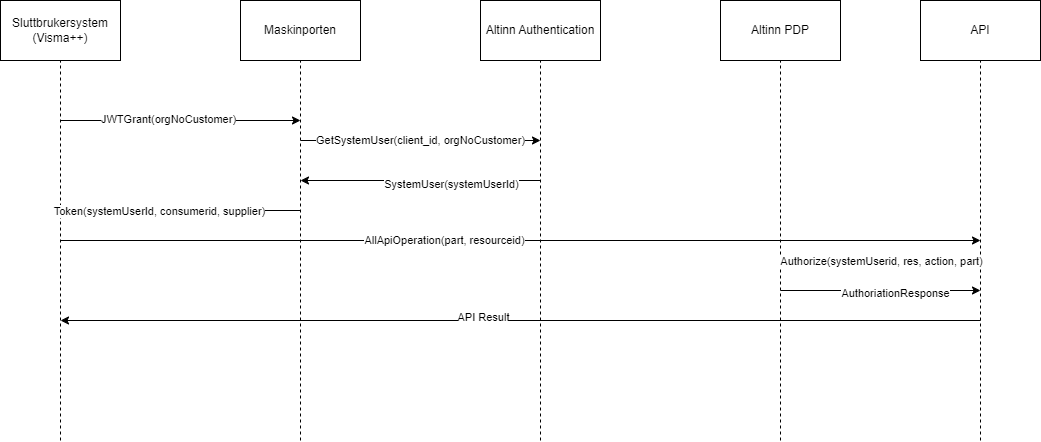 Sluttbrukersystem
(Visma++)
Maskinporten
Altinn Authentication
Altinn PDP
API
JWTGrant(orgNoCustomer)
GetSystemUser(client_id, orgNoCustomer)
SystemUser(systemUserId)
Token(systemUserId, consumerid, supplier)
AllApiOperation(part, resourceid)
Authorize(systemUserid, res, action, part)
AuthoriationResponse
API Result